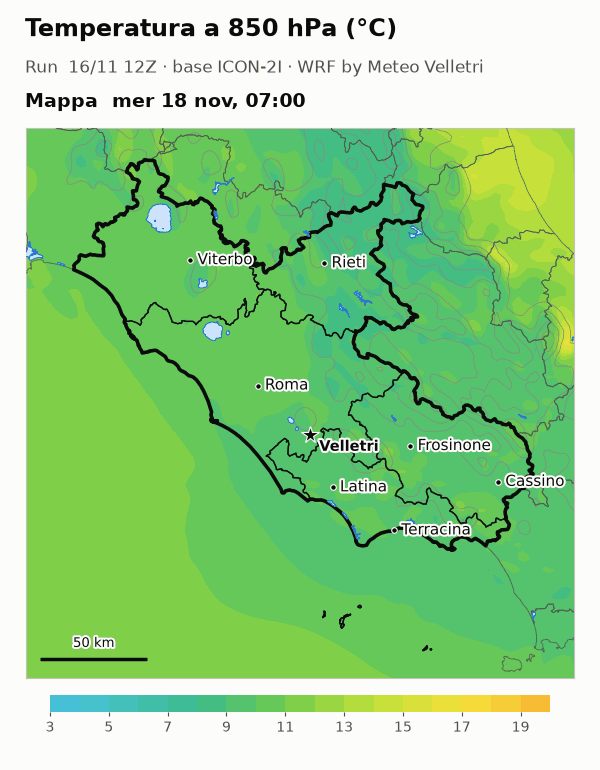 Temperatura a 850 hPa (°C)
Run  16/11 12Z · base ICON-2I · WRF by Meteo Velletri
Mappa  mer 18 nov, 07:00
Viterbo
Rieti
Roma
Velletri
Frosinone
Latina
Cassino
Terracina
50 km
3 5 7 9 11 13 15 17 19